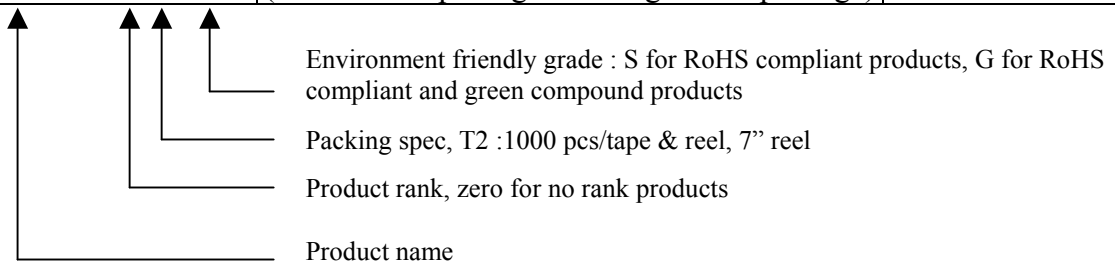 Environment friendly grade : S for RoHS compliant products, G for RoHS
compliant and green compound products
Packing spec, T2 :1000 pcs/tape & reel, 7” reel
Product rank, zero for no rank products
Product name